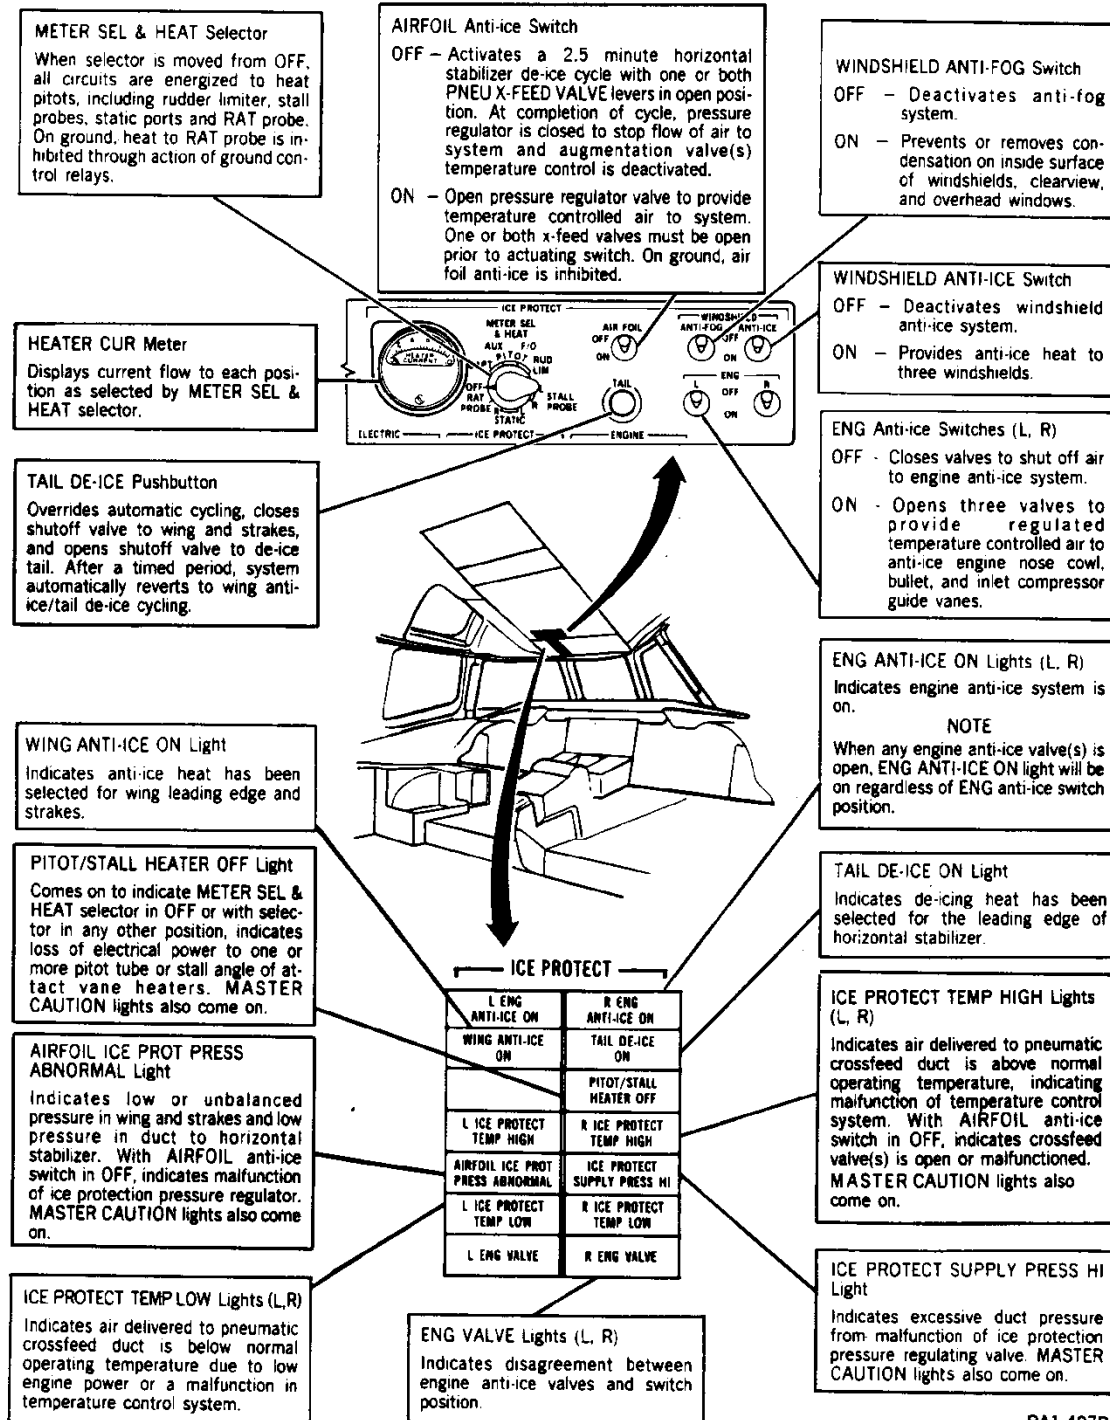 METER SEL & HEAT Selector
When selector is moved from OFF,
all circuits are energized to heat
pitots, including rudder limiter, stall
probes, static ports and RAT probe.
On ground, heat to RAT probe is in-
hibited through action of ground con-
trol relays.
AIRFOIL Anti-ice Switch
OFF – Activates a 2.5 minute horizontal
stabilizer de-ice cycle with one or both
PNEU X-FEED VALVE levers in open posi-
tion. At completion of cycle, pressure
regulator is closed to stop flow of air to
system and augmentation valve(s)
temperature control is deactivated.
ON – Open pressure regulator valve to provide
temperature controlled air to system.
One or both x-feed valves must be open
prior to actuating switch. On ground, air
foil anti-ice is inhibited.
WINDSHIELD ANTI-FOG Switch
OFF – Deactivates anti-fog
system.
ON – Prevents or removes con-
densation on inside surface
of windshields, clearview,
and overhead windows.
HEATER CUR Meter
Displays current flow to each posi-
tion as selected by METER SEL &
HEAT selector.
TAIL DE-ICE Pushbutton
Overrides automatic cycling, closes
shutoff valve to wing and strakes,
and opens shutoff valve to de-ice
tail. After a timed period, system
automatically reverts to wing anti-
ice/tail de-ice cycling.
ICE PROTECT
METER SEL
& HEAT
AUX F/O
PITOT
RUD
LIM
OFF
RAT
PROBE
L
R
STALL
PROBE
R L
STATIC
HEATER
CURRENT
AIR FOIL
OFF
ON
TAIL
WINDSHIELD
ANTI-FOG ANTI-ICE
OFF
ON
ENG
L OFF R
ON
ELECTRIC ICE PROTECT ENGINE
WINDSHIELD ANTI-ICE Switch
OFF – Deactivates windshield
anti-ice system.
ON – Provides anti-ice heat to
three windshields.
ENG Anti-ice Switches (L, R)
OFF - Closes valves to shut off air
to engine anti-ice system.
ON - Opens three valves to
provide regulated
temperature controlled air to
anti-ice engine nose cowl,
bullet, and inlet compressor
guide vanes.
WING ANTI-ICE ON Light
Indicates anti-ice heat has been
selected for wing leading edge and
strakes.
PITOT/STALL HEATER OFF Light
Comes on to indicate METER SEL &
HEAT selector in OFF or with selec-
tor in any other position, indicates
loss of electrical power to one or
more pitot tube or stall angle of at-
tact vane heaters. MASTER
CAUTION lights also come on.
AIRFOIL ICE PROT PRESS
ABNORMAL Light
Indicates low or unbalanced
pressure in wing and strakes and low
pressure in duct to horizontal
stabilizer. With AIRFOIL anti-ice
switch in OFF, indicates malfunction
of ice protection pressure regulator.
MASTER CAUTION lights also come
on.
ICE PROTECT TEMP LOW Lights (L,R)
Indicates air delivered to pneumatic
crossfeed duct is below normal
operating temperature due to low
engine power or a malfunction in
temperature control system.
ICE PROTECT
L ENG
ANTI-ICE ON
R ENG
ANTI-ICE ON
WING ANTI-ICE
ON
TAIL DE-ICE
ON
PITOT/STALL
HEATER OFF
L ICE PROTECT
TEMP HIGH
R ICE PROTECT
TEMP HIGH
AIRFOIL ICE PROT
PRESS ABNORMAL
ICE PROTECT
SUPPLY PRESS HI
L ICE PROTECT
TEMP LOW
R ICE PROTECT
TEMP LOW
L ENG VALVE
R ENG VALVE
ENG VALVE Lights (L, R)
Indicates disagreement between
engine anti-ice valves and switch
position.
ENG ANTI-ICE ON Lights (L, R)
Indicates engine anti-ice system is
on.
NOTE
When any engine anti-ice valve(s) is
open, ENG ANTI-ICE ON light will be
on regardless of ENG anti-ice switch
position.
TAIL DE-ICE ON Light
Indicates de-icing heat has been
selected for the leading edge of
horizontal stabilizer.
ICE PROTECT TEMP HIGH Lights
(L, R)
Indicates air delivered to pneumatic
crossfeed duct is above normal
operating temperature, indicating
malfunction of temperature control
system. With AIRFOIL anti-ice
switch in OFF, indicates crossfeed
valve(s) is open or malfunctioned.
MASTER CAUTION lights also
come on.
ICE PROTECT SUPPLY PRESS HI
Light
Indicates excessive duct pressure
from malfunction of ice protection
pressure regulating valve. MASTER
CAUTION lights also come on.